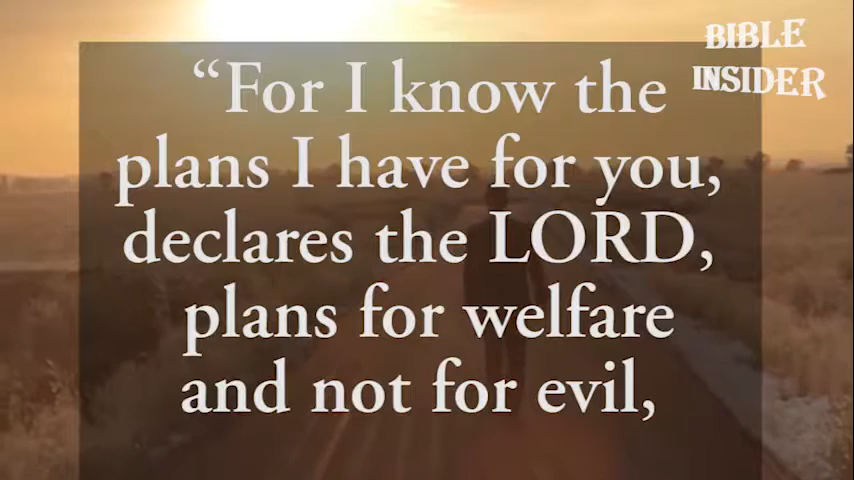 BIBLE
INSIDER
“For I know the
plans I have for you,
declares the LORD,
plans for welfare
and not for evil,